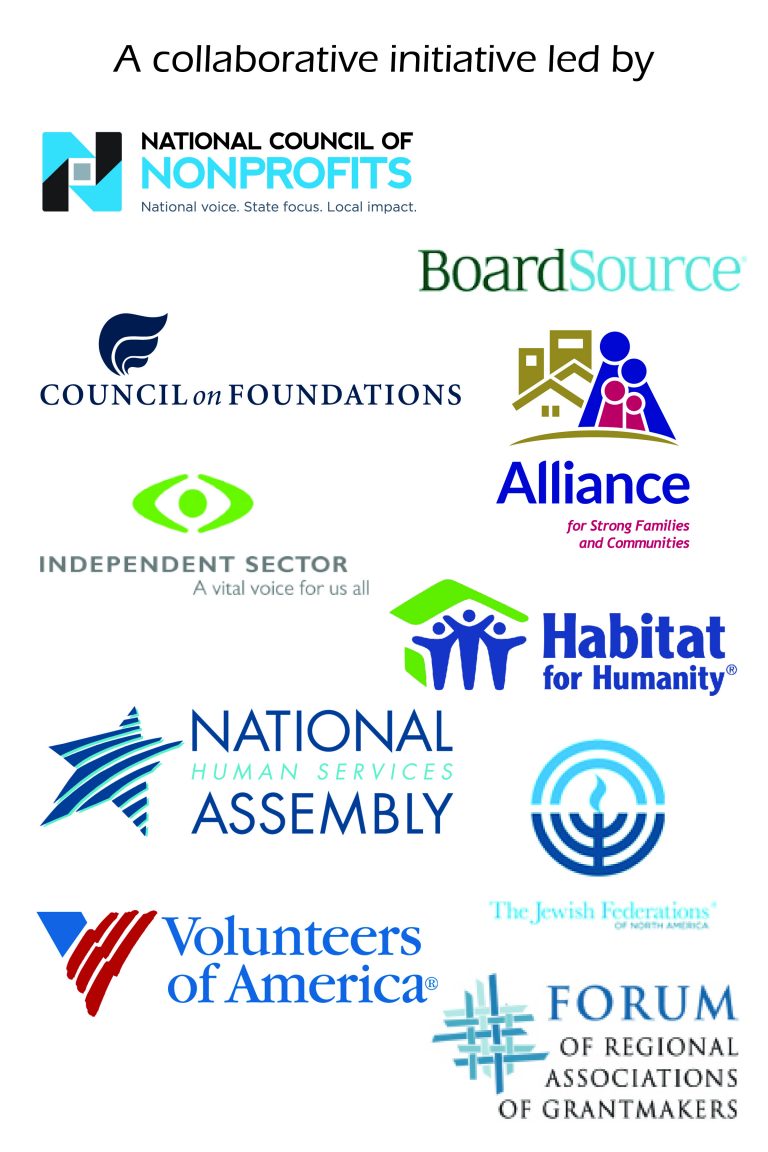 A collaborative initiative led by
NATIONAL COUNCIL OF
NONPROFITS
National voice. State focus. Local impact.
BoardSource®
COUNCIL on FOUNDATIONS
Alliance
for Strong Families
and Communities
INDEPENDENT SECTOR
A vital voice for us all
Habitat
for Humanity®
NATIONAL
HUMAN SERVICES
ASSEMBLY
The Jewish Federations®
OF NORTH AMERICA
Volunteers
of America®
FORUM
OF REGIONAL
ASSOCIATIONS
OF GRANTMAKERS